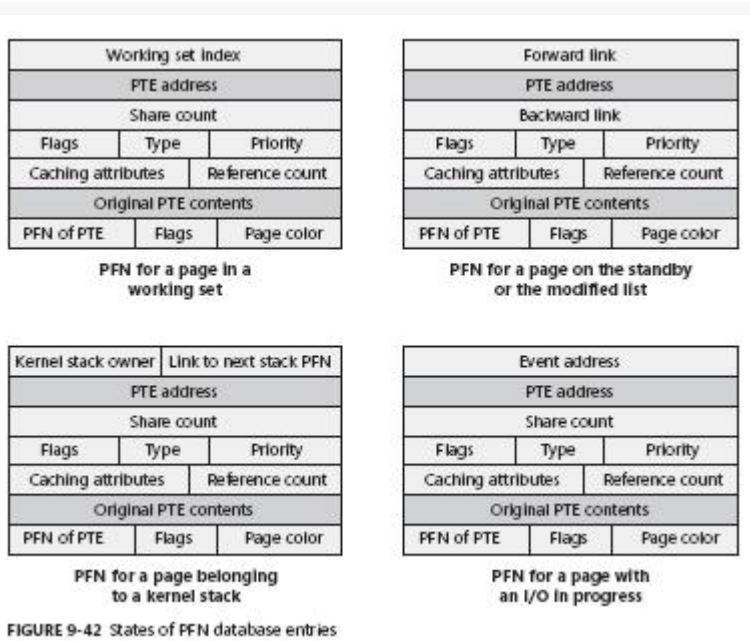 Working set index
PTE address
Share count
Flags Type Priority
Caching attributes Reference count
Original PTE contents
PFN of PTE Flags Page color
PFN for a page in a
working set
Forward link
PTE address
Backward link
Flags Type Priority
Caching attributes Reference count
Original PTE contents
PFN of PTE Flags Page color
PFN for a page on the standby
or the modified list
Kernel stack owner Link to next stack PFN
PTE address
Share count
Flags Type Priority
Caching attributes Reference count
Original PTE contents
PFN of PTE Flags Page color
PFN for a page belonging
to a kernel stack
Event address
PTE address
Share count
Flags Type Priority
Caching attributes Reference count
Original PTE contents
PFN of PTE Flags Page color
PFN for a page with
an I/O in progress
FIGURE 9-42 States of PFN database entries